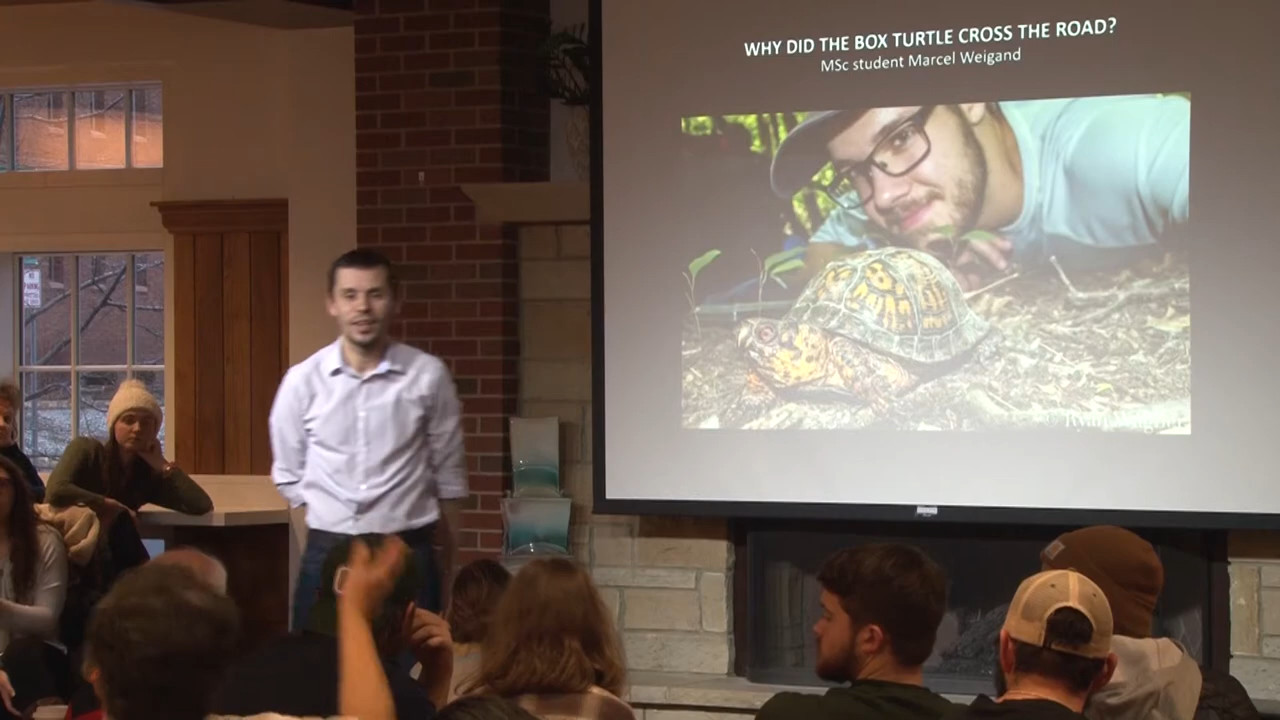 WHY DID THE BOX TURTLE CROSS THE ROAD?
MSc student Marcel Weigand